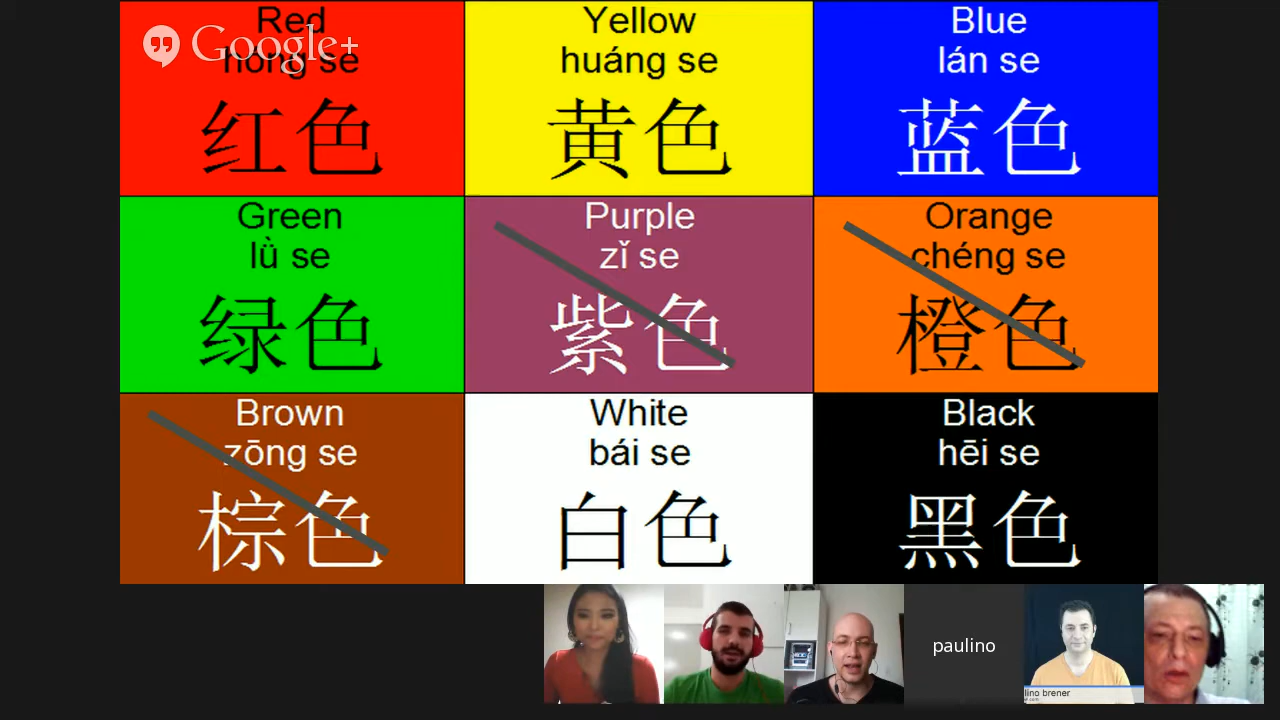 Google+
Red
hóng se
红色
Yellow
huáng se
黄色
Blue
lán se
蓝色
Green
lǜ se
绿色
Purple
zǐ se
紫色
Orange
chéng se
橙色
Brown
zōng se
棕色
White
bái se
白色
Black
hēi se
黑色
paulino
lino brener